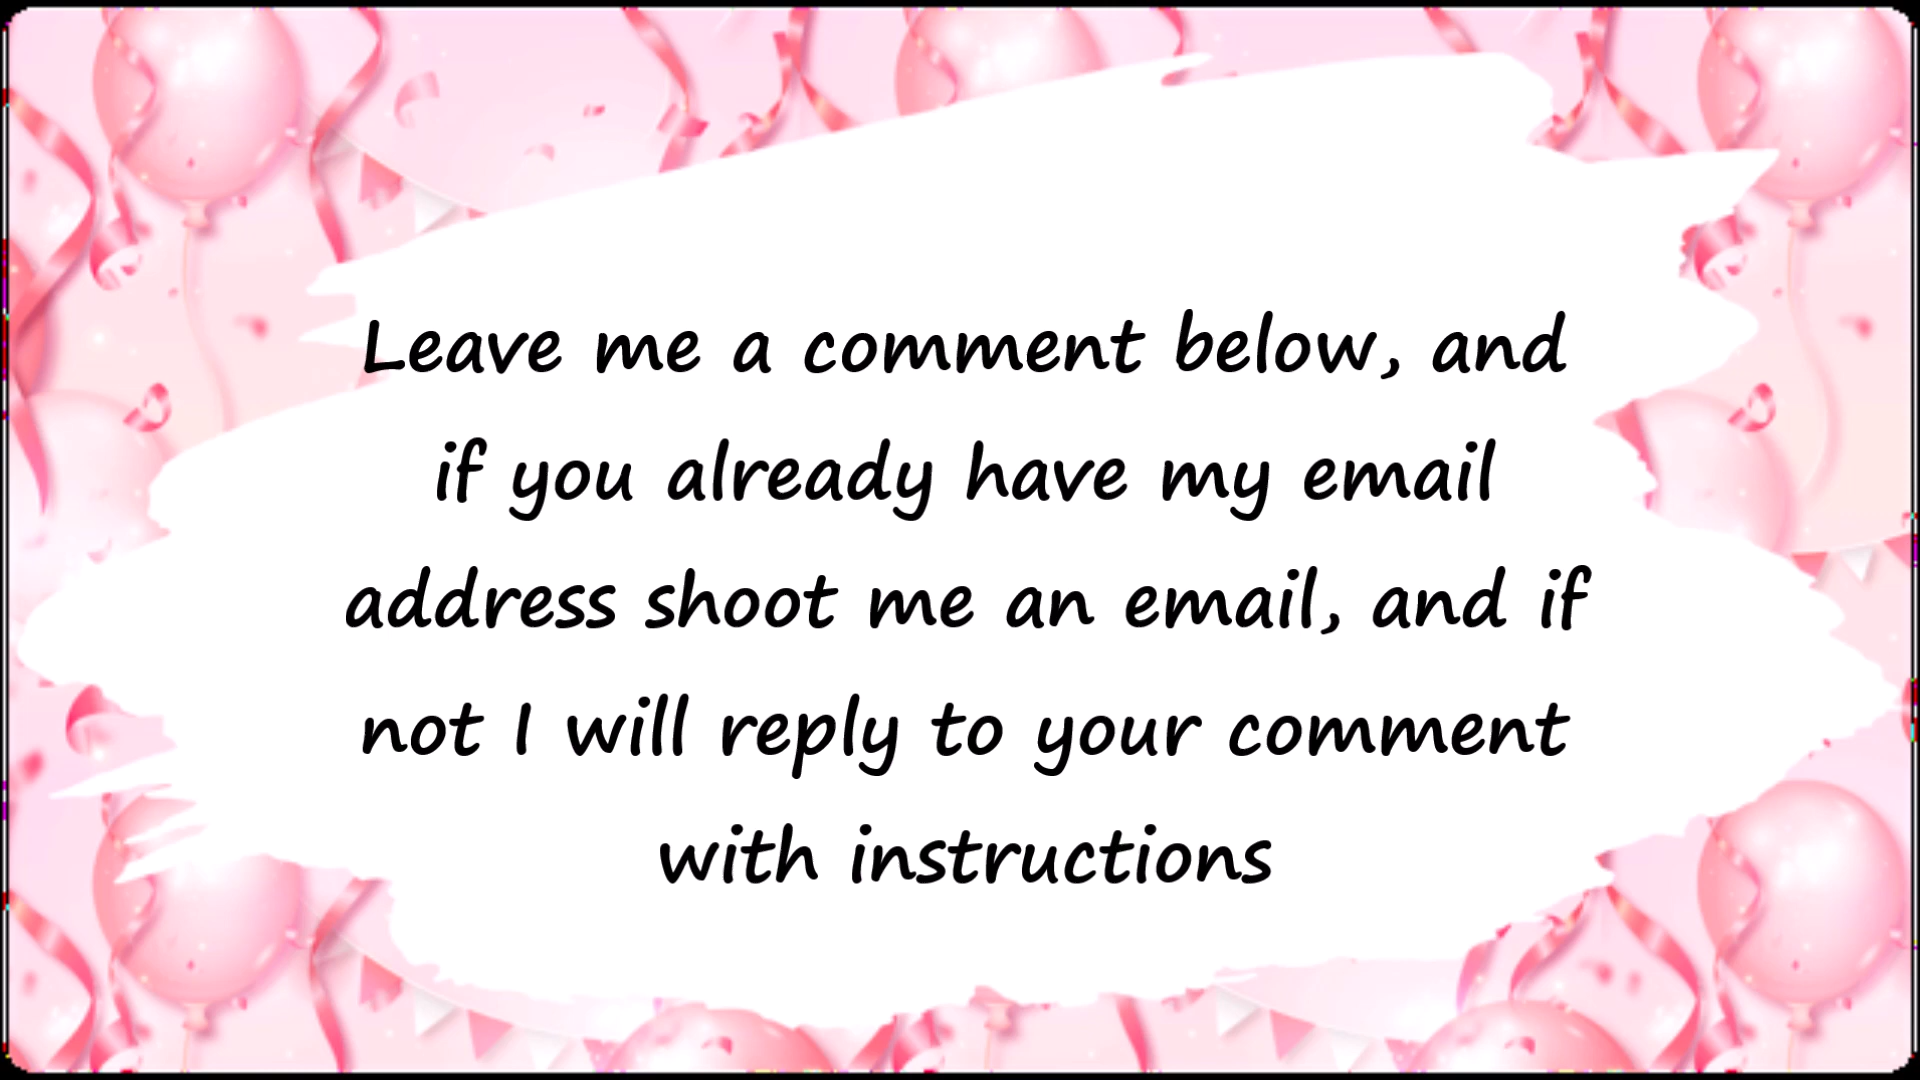 Leave me a comment below, and
if you already have my email
address shoot me an email, and if
not I will reply to your comment
with instructions